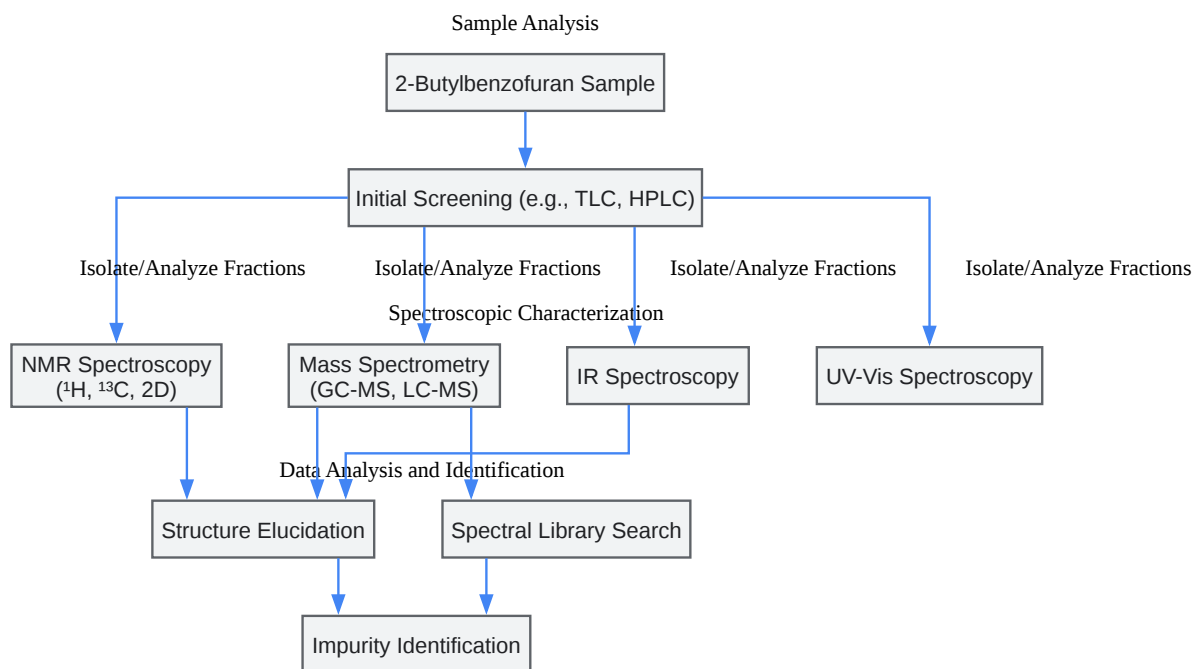 Sample Analysis
2-Butylbenzofuran Sample
Initial Screening (e.g., TLC, HPLC)
Isolate/Analyze Fractions
Isolate/Analyze Fractions
Isolate/Analyze Fractions
Isolate/Analyze Fractions
Spectroscopic Characterization
NMR Spectroscopy
(¹H, ¹³C, 2D)
Mass Spectrometry
(GC-MS, LC-MS)
IR Spectroscopy
UV-Vis Spectroscopy
Data Analysis and Identification
Structure Elucidation
Spectral Library Search
Impurity Identification